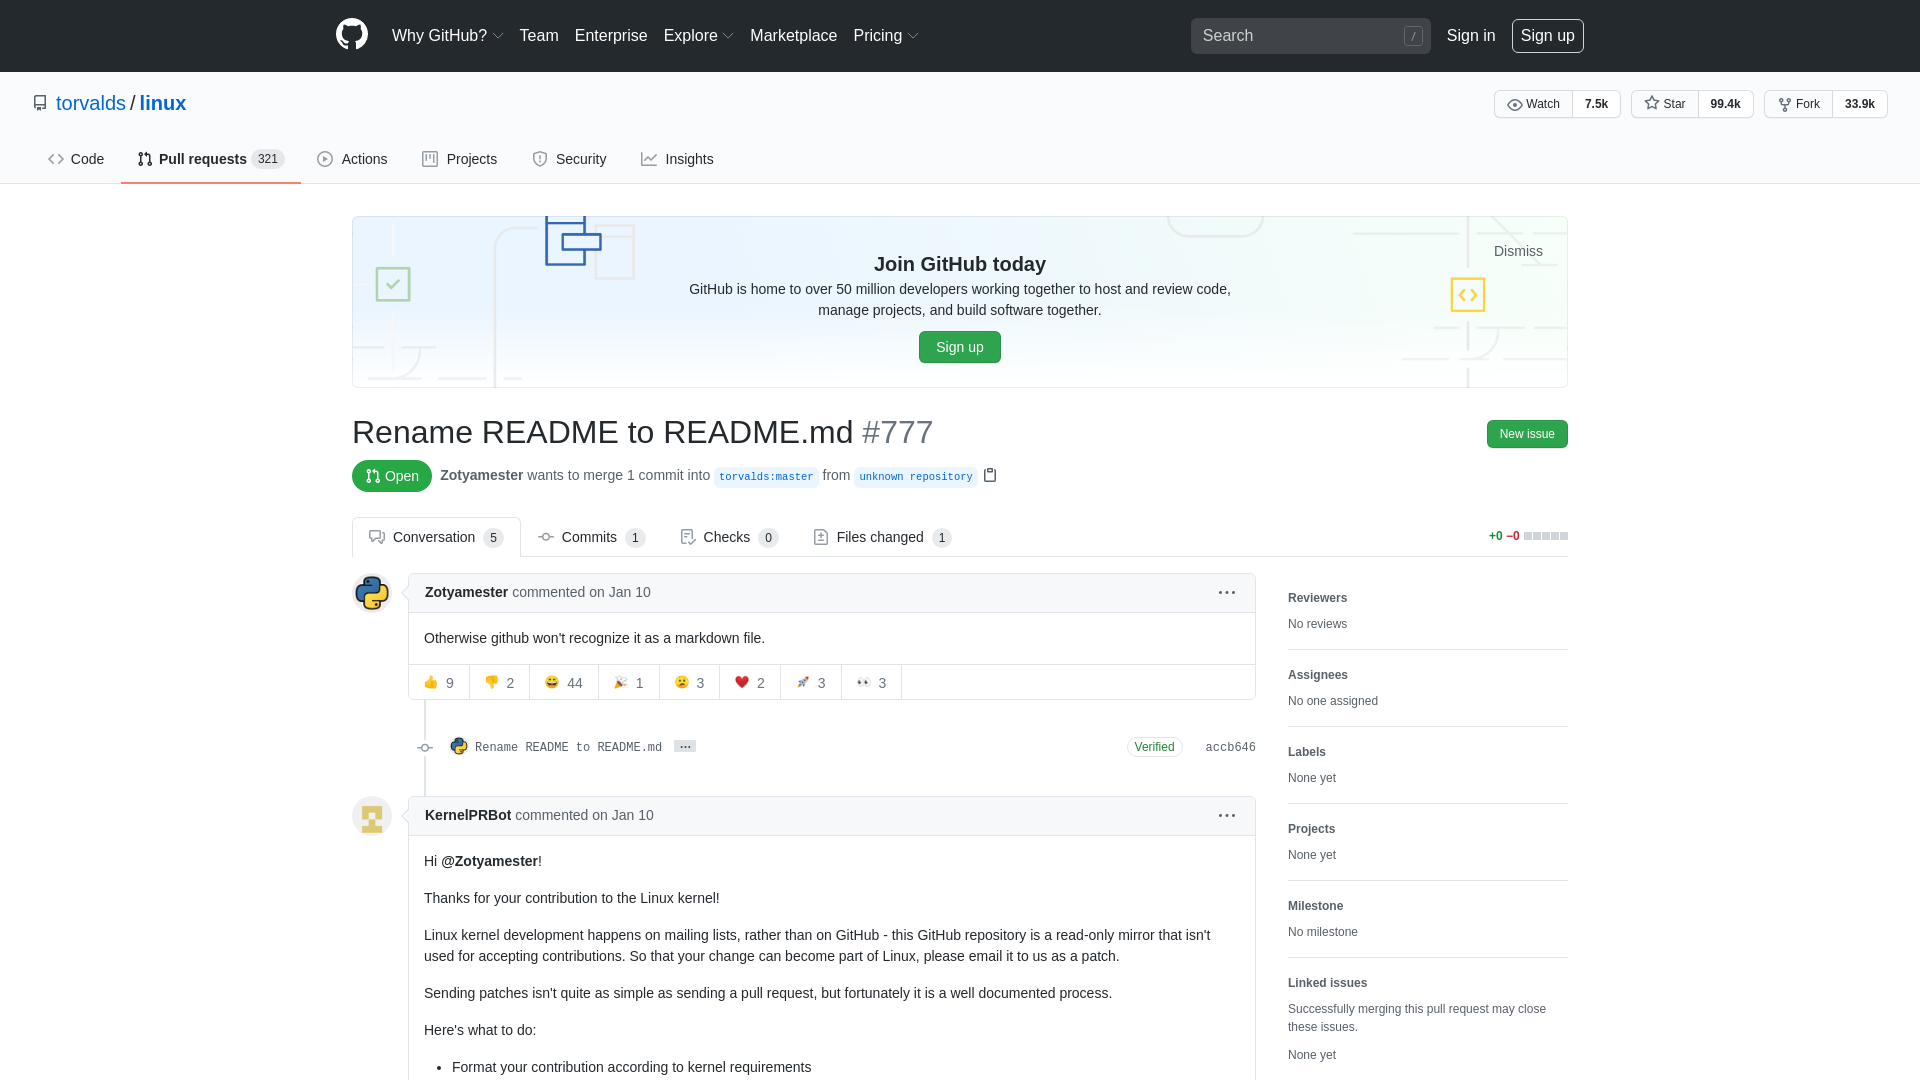 Why GitHub? Team Enterprise Explore Marketplace Pricing Search / Sign in Sign up
torvalds / linux Watch 7.5k Star 99.4k Fork 33.9k
Code Pull requests 321 Actions Projects Security Insights
Dismiss
Join GitHub today
GitHub is home to over 50 million developers working together to host and review code,
manage projects, and build software together.
Sign up
Rename README to README.md #777 New issue
Open Zotyamester wants to merge 1 commit into torvalds:master from unknown repository
Conversation 5 Commits 1 Checks 0 Files changed 1 +0 −0
Zotyamester commented on Jan 10
Otherwise github won't recognize it as a markdown file.
👍 9 👎 2 😄 44 🎉 1 😕 3 ❤️ 2 🚀 3 👀 3
Rename README to README.md … Verified accb646
KernelPRBot commented on Jan 10
Hi @Zotyamester!
Thanks for your contribution to the Linux kernel!
Linux kernel development happens on mailing lists, rather than on GitHub - this GitHub repository is a read-only mirror that isn't
used for accepting contributions. So that your change can become part of Linux, please email it to us as a patch.
Sending patches isn't quite as simple as sending a pull request, but fortunately it is a well documented process.
Here's what to do:
• Format your contribution according to kernel requirements
Reviewers
No reviews
Assignees
No one assigned
Labels
None yet
Projects
None yet
Milestone
No milestone
Linked issues
Successfully merging this pull request may close
these issues.
None yet